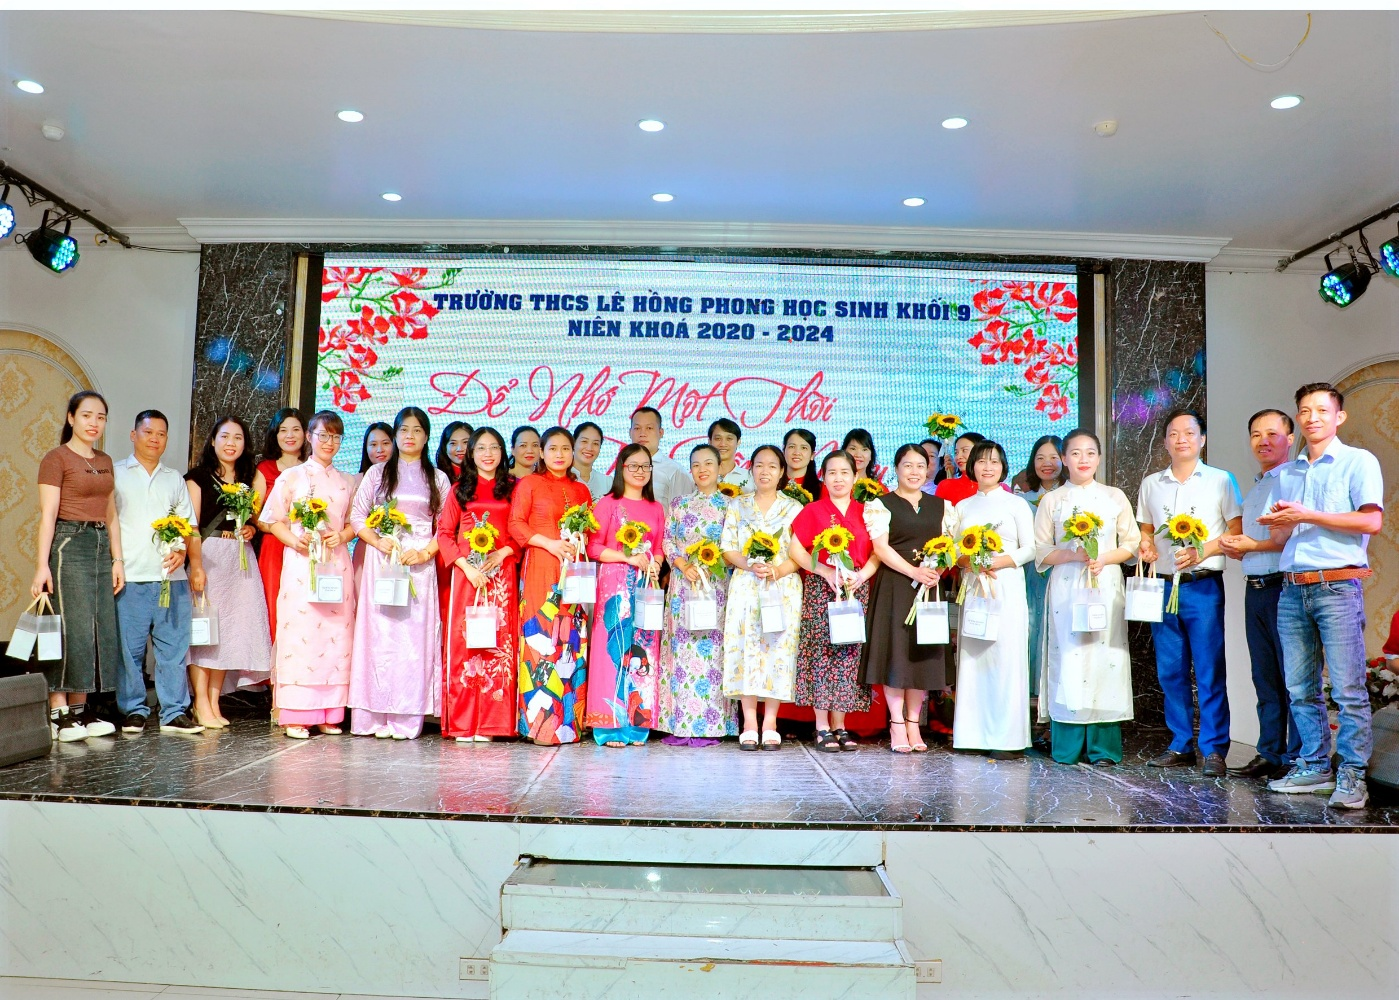 TRƯỜNG THCS LÊ HỒNG PHONG HỌC SINH KHỐI 9
NIÊN KHOÁ 2020 - 2024
Để Nhớ Một Thời